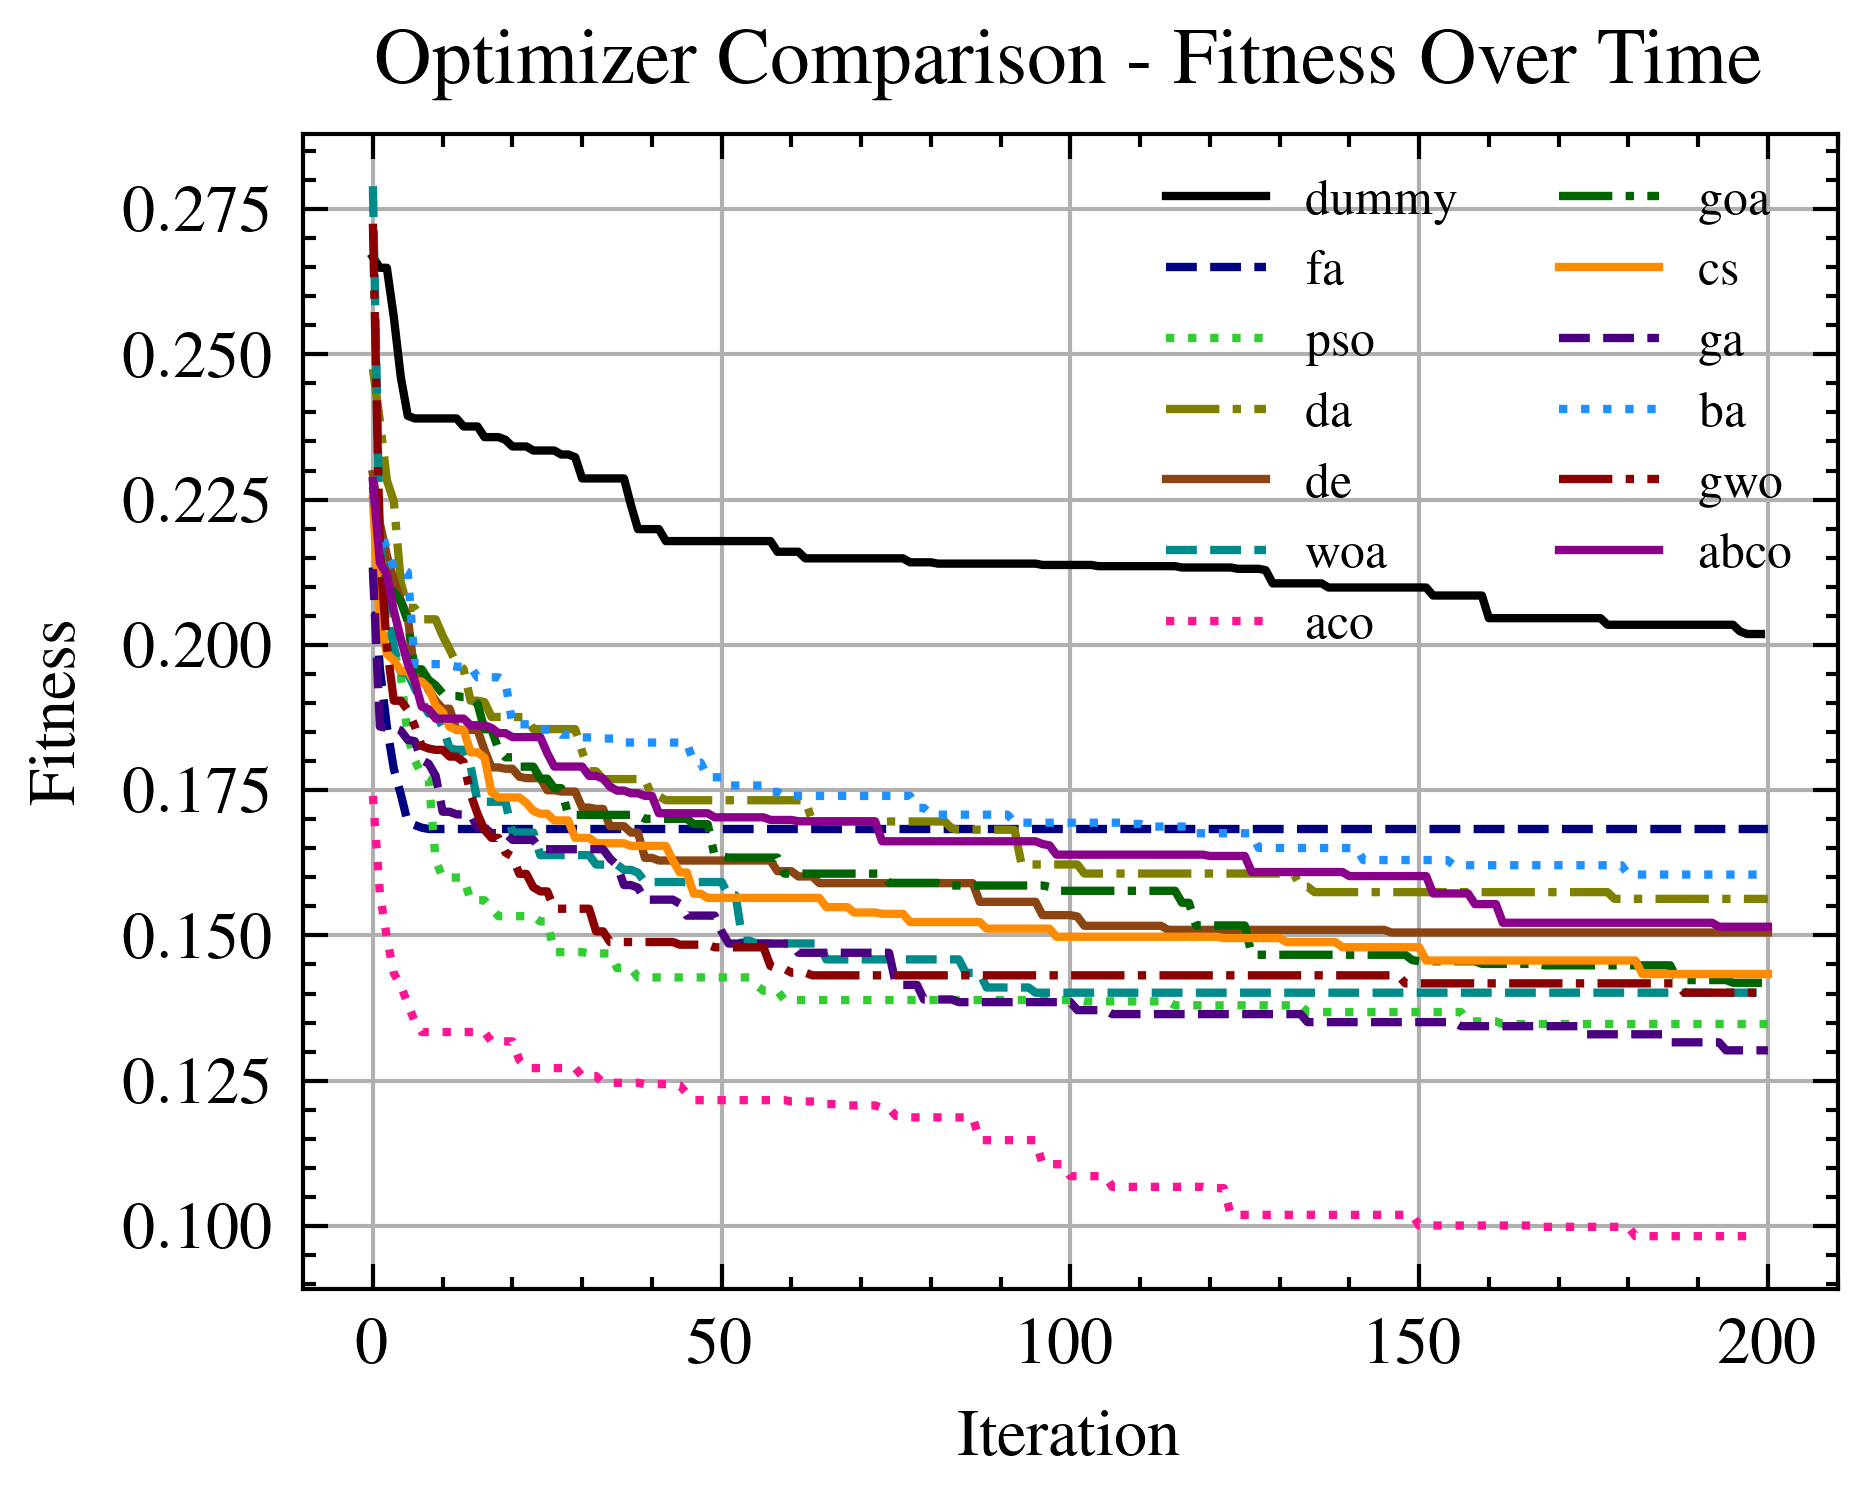 Optimizer Comparison - Fitness Over Time
Fitness
0.275
0.250
0.225
0.200
0.175
0.150
0.125
0.100
dummy
fa
pso
da
de
woa
aco
goa
cs
ga
ba
gwo
abco
0 50 100 150 200
Iteration